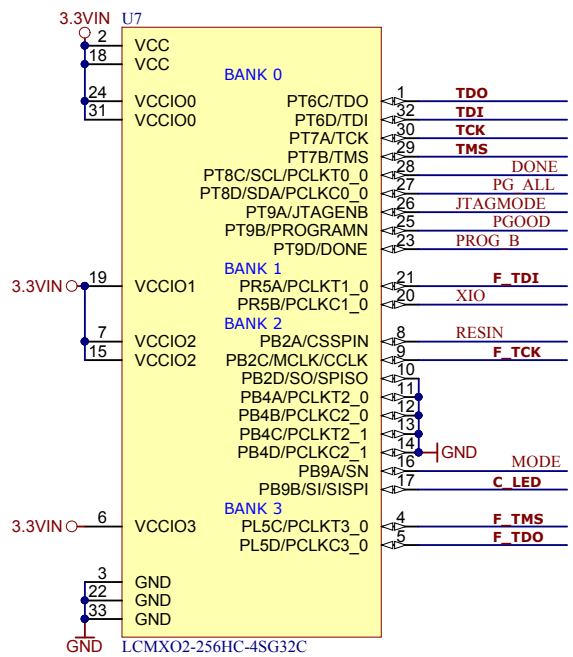 3.3VIN U7
2 VCC
18 VCC
BANK 0
24 VCCIO0
31 VCCIO0
PT6C/TDO 1 TDO
PT6D/TDI 32 TDI
PT7A/TCK 30 TCK
PT7B/TMS 29 TMS
PT8C/SCL/PCLKT0_0 28 DONE
PT8D/SDA/PCLKC0_0 27 PG_ALL
PT9A/JTAGENB 26 JTAGMODE
PT9B/PROGRAMN 25 PGOOD
PT9D/DONE 23 PROG_B
BANK 1
3.3VIN 19 VCCIO1 PR5A/PCLKT1_0 21 F_TDI
PR5B/PCLKC1_0 20 XIO
BANK 2
7 VCCIO2 PB2A/CSSPIN 8 RESIN
15 VCCIO2 PB2C/MCLK/CCLK 9 F_TCK
PB2D/SO/SPISO 10
PB4A/PCLKT2_0 11
PB4B/PCLKC2_0 12
PB4C/PCLKT2_1 13
PB4D/PCLKC2_1 14 GND
PB9A/SN 16 MODE
PB9B/SI/SISPI 17 C_LED
BANK 3
3.3VIN 6 VCCIO3 PL5C/PCLKT3_0 4 F_TMS
PL5D/PCLKC3_0 5 F_TDO
3 GND
22 GND
33 GND
GND LCMXO2-256HC-4SG32C